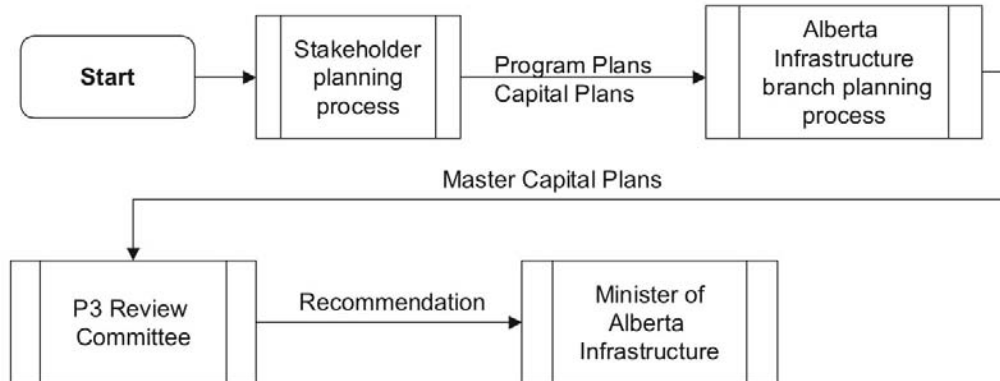 Start
Stakeholder
planning
process
Program Plans
Capital Plans
Alberta
Infrastructure
branch planning
process
Master Capital Plans
P3 Review
Committee
Recommendation
Minister of
Alberta
Infrastructure